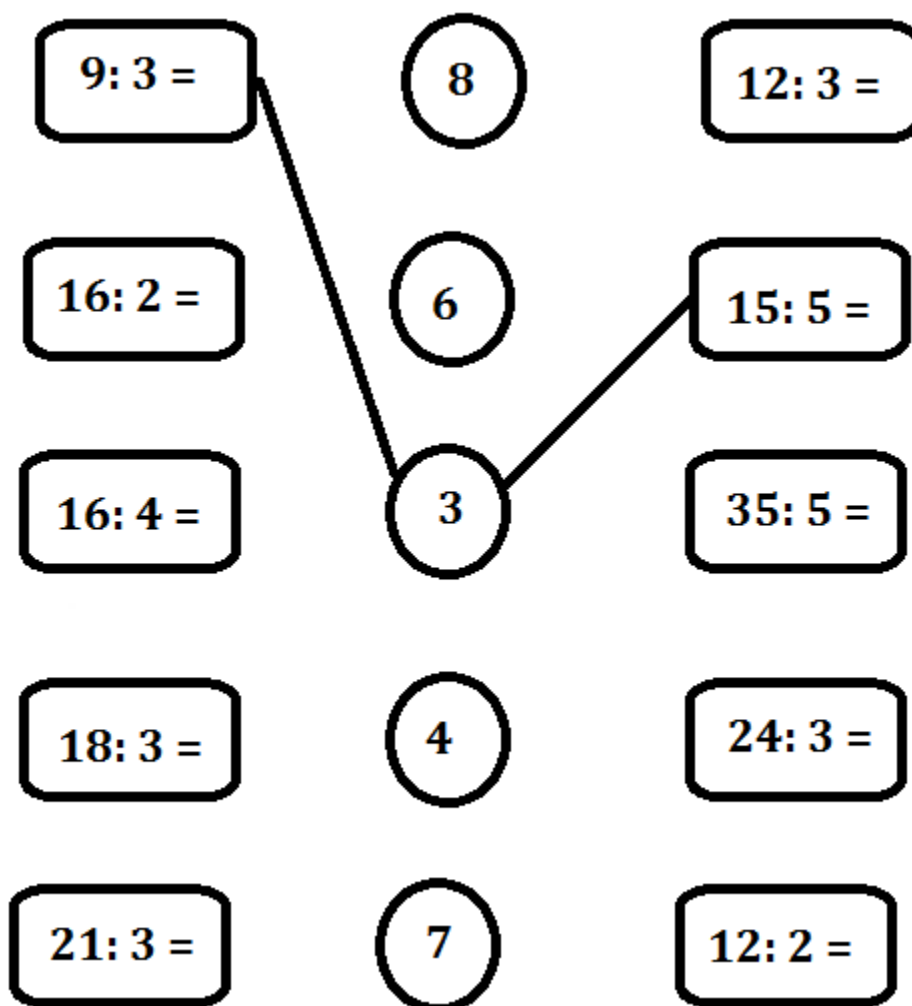 9: 3 = 8 12: 3 =
16: 2 = 6 15: 5 =
16: 4 = 3 35: 5 =
18: 3 = 4 24: 3 =
21: 3 = 7 12: 2 =